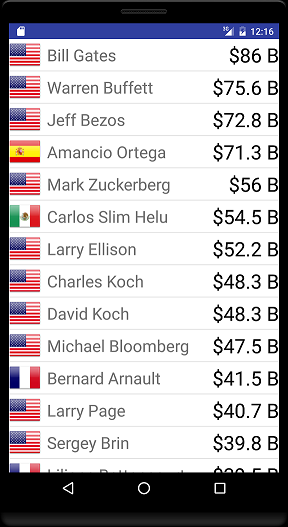 12:16
Bill Gates $86 B
Warren Buffett $75.6 B
Jeff Bezos $72.8 B
Amancio Ortega $71.3 B
Mark Zuckerberg $56 B
Carlos Slim Helu $54.5 B
Larry Ellison $52.2 B
Charles Koch $48.3 B
David Koch $48.3 B
Michael Bloomberg $47.5 B
Bernard Arnault $41.5 B
Larry Page $40.7 B
Sergey Brin $39.8 B